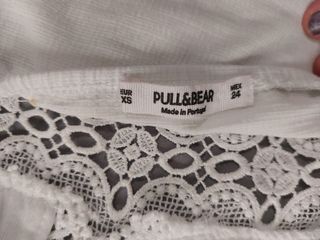 EUR
XS
PULL&BEAR
Made in Portugal
MEX
24